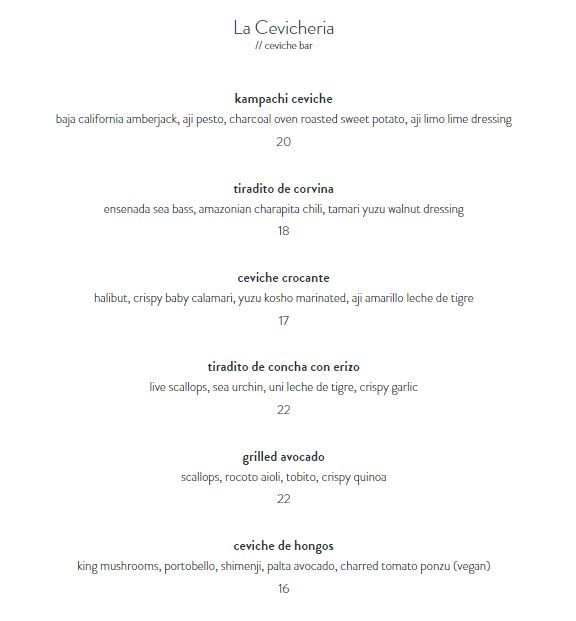 La Cevicheria
// ceviche bar
kampachi ceviche
baja california amberjack, aji pesto, charcoal oven roasted sweet potato, aji limo lime dressing
20
tiradito de corvina
ensenada sea bass, amazonian charapita chili, tamari yuzu walnut dressing
18
ceviche crocante
halibut, crispy baby calamari, yuzu kosho marinated, aji amarillo leche de tigre
17
tiradito de concha con erizo
live scallops, sea urchin, uni leche de tigre, crispy garlic
22
grilled avocado
scallops, rocoto aioli, tobito, crispy quinoa
22
ceviche de hongos
king mushrooms, portobello, shimenji, palta avocado, charred tomato ponzu (vegan)
16